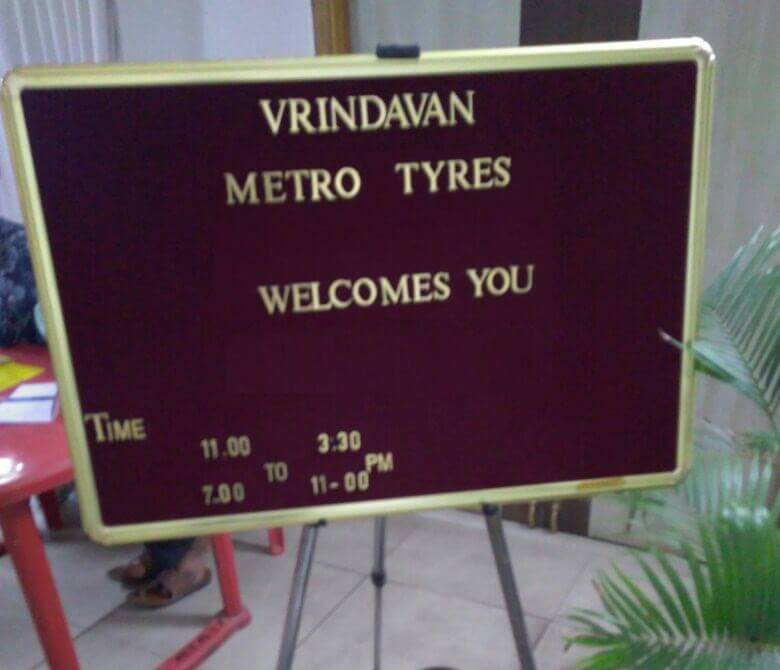 VRINDAVAN
METRO TYRES
WELCOMES YOU
TIME
11.00 3:30
TO PM
7.00 11-00